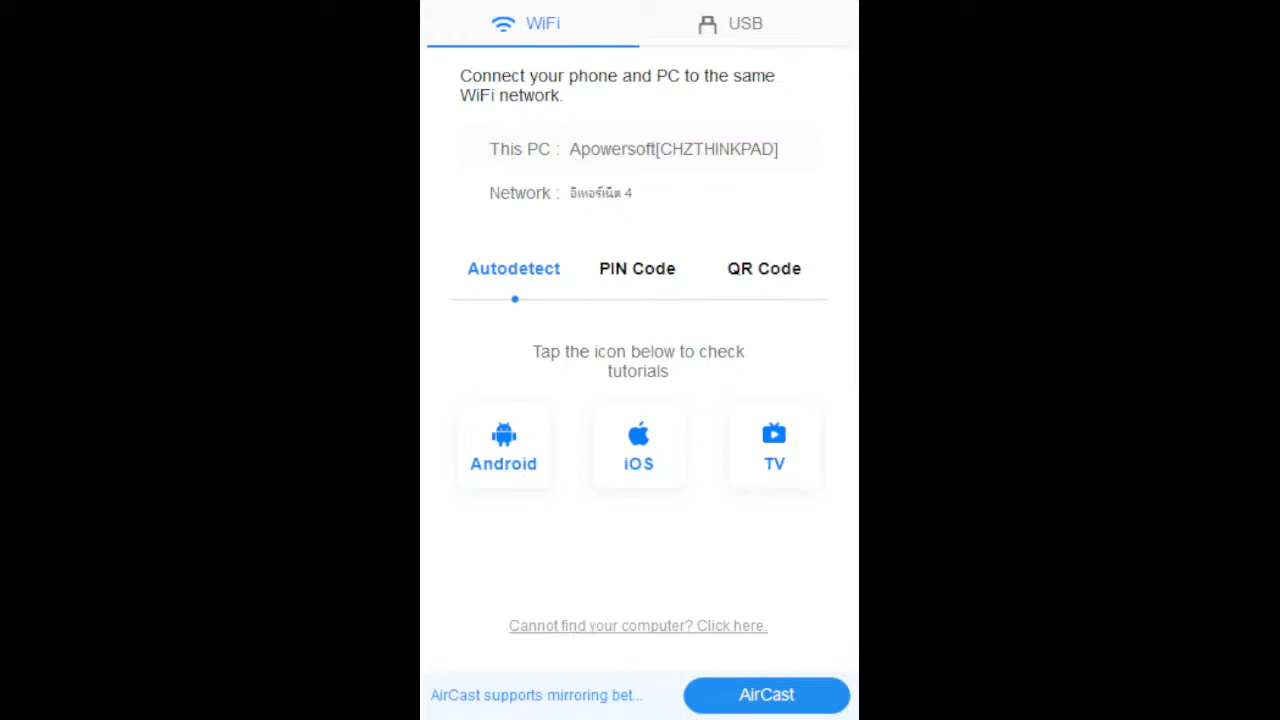 WiFi
USB
Connect your phone and PC to the same
WiFi network.
This PC : Apowersoft[CHZTHINKPAD]
Network : อีเทอร์เน็ต 4
Autodetect
PIN Code
QR Code
Tap the icon below to check
tutorials
Android
iOS
TV
Cannot find your computer? Click here.
AirCast supports mirroring bet...
AirCast